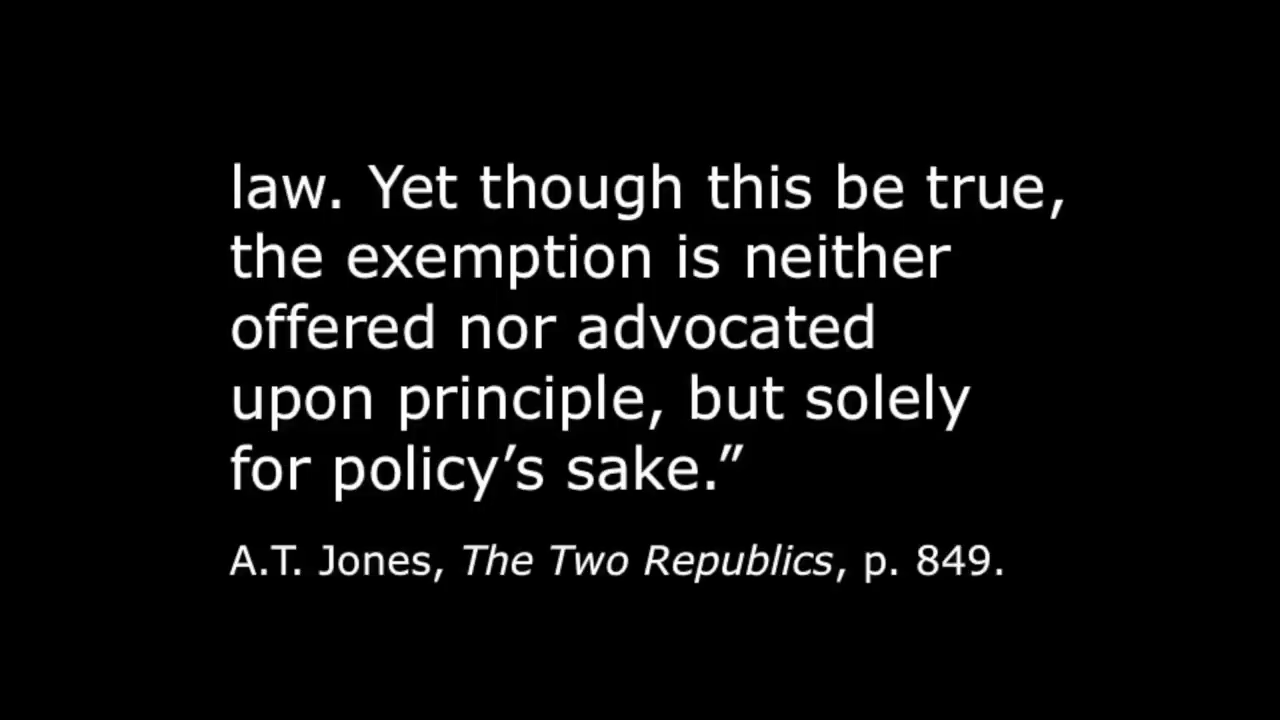 law. Yet though this be true,
the exemption is neither
offered nor advocated
upon principle, but solely
for policy’s sake.”
A.T. Jones, The Two Republics, p. 849.